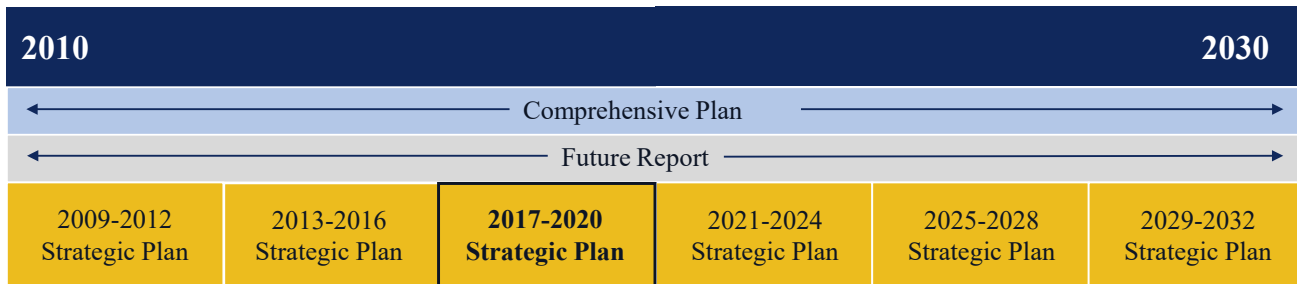 2010 2030
Comprehensive Plan
Future Report
2009-2012
Strategic Plan
2013-2016
Strategic Plan
2017-2020
Strategic Plan
2021-2024
Strategic Plan
2025-2028
Strategic Plan
2029-2032
Strategic Plan